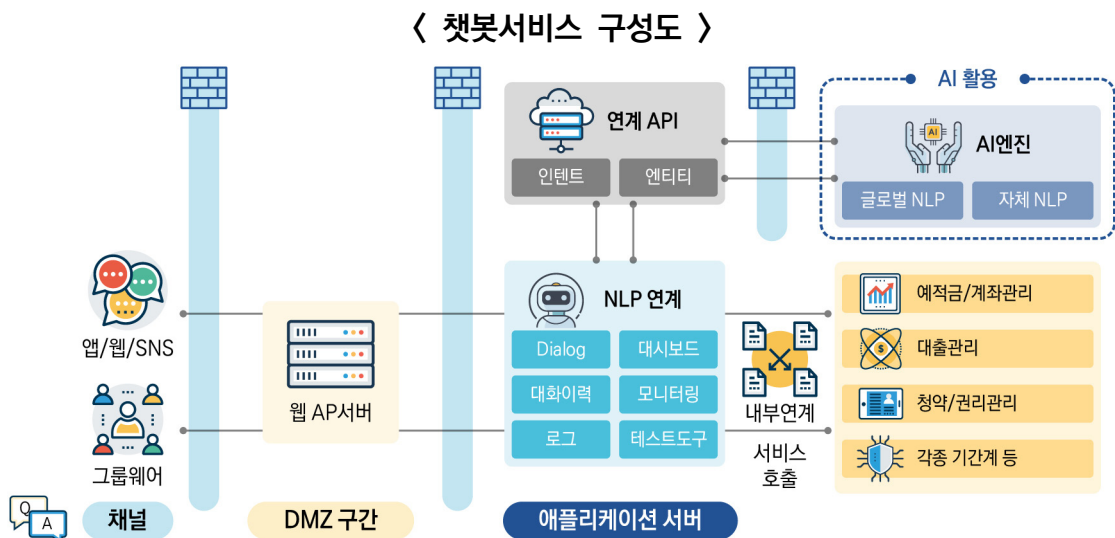 < 챗봇서비스 구성도 >
AI 활용
연계 API
인텐트
엔티티
AI
AI엔진
글로벌 NLP
자체 NLP
앱/웹/SNS
그룹웨어
웹 AP서버
NLP 연계
Dialog
대시보드
대화이력
모니터링
로그
테스트도구
내부연계
서비스
호출
예적금/계좌관리
$
대출관리
청약/권리관리
각종 기간계 등
Q
A
채널
DMZ 구간
애플리케이션 서버